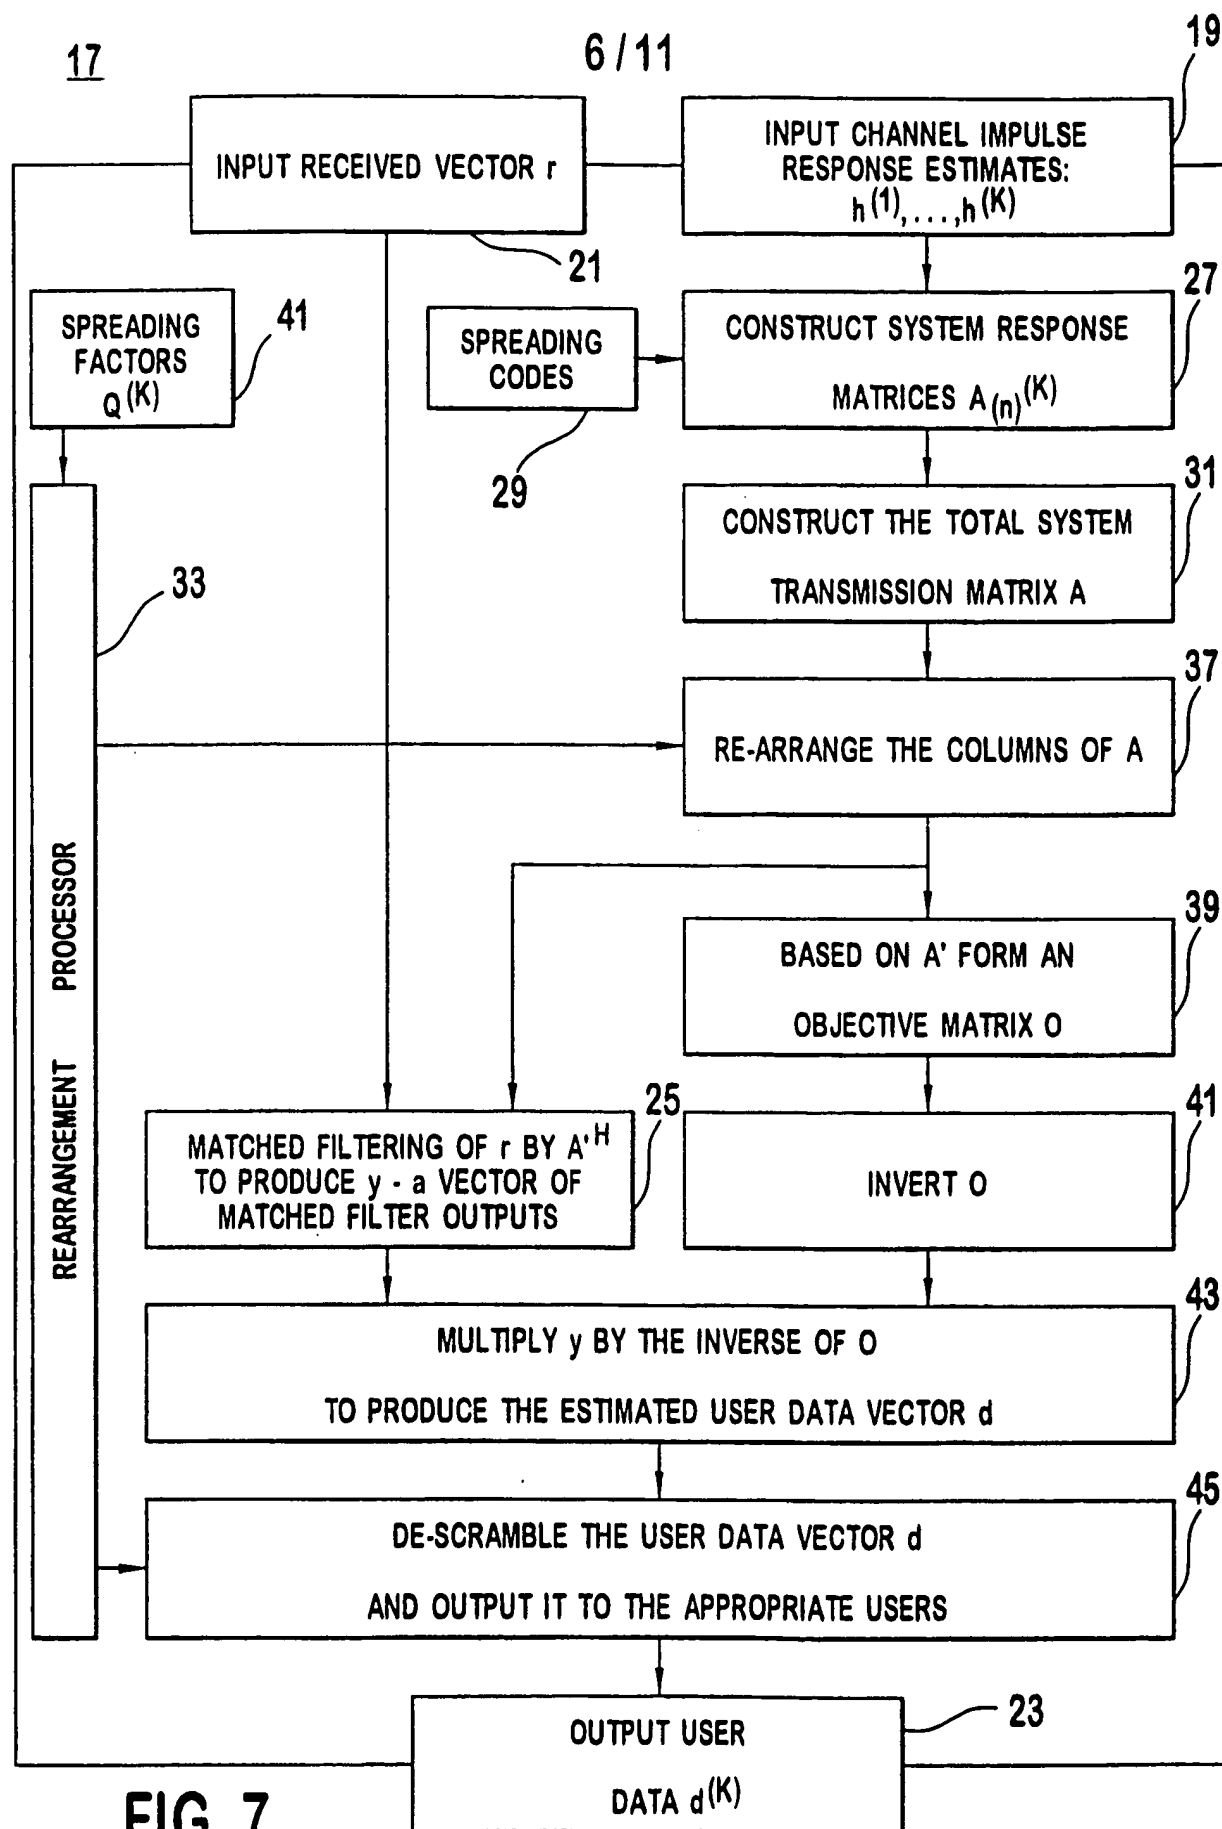 17
6 / 11
19
INPUT RECEIVED VECTOR r
INPUT CHANNEL IMPULSE
RESPONSE ESTIMATES:
h(1),...,h(K)
21
27
SPREADING
FACTORS
Q(K)
41
SPREADING
CODES
29
CONSTRUCT SYSTEM RESPONSE
MATRICES A(n)(K)
31
CONSTRUCT THE TOTAL SYSTEM
TRANSMISSION MATRIX A
33
REARRANGEMENT PROCESSOR
37
RE-ARRANGE THE COLUMNS OF A
39
BASED ON A' FORM AN
OBJECTIVE MATRIX O
25
MATCHED FILTERING OF r BY A'H
TO PRODUCE y - a VECTOR OF
MATCHED FILTER OUTPUTS
41
INVERT O
43
MULTIPLY y BY THE INVERSE OF O
TO PRODUCE THE ESTIMATED USER DATA VECTOR d
45
DE-SCRAMBLE THE USER DATA VECTOR d
AND OUTPUT IT TO THE APPROPRIATE USERS
23
OUTPUT USER
DATA d(K)
FIG. 7